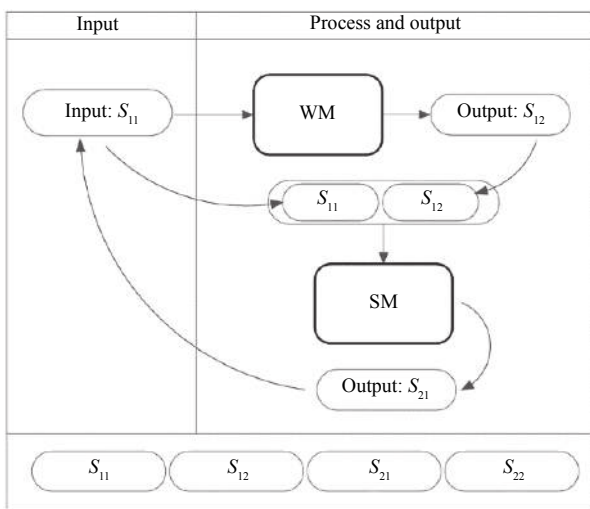 Input
Process and output
Input: S₁₁
WM
Output: S₁₂
S₁₁ S₁₂
SM
Output: S₂₁
S₁₁ S₁₂ S₂₁ S₂₂